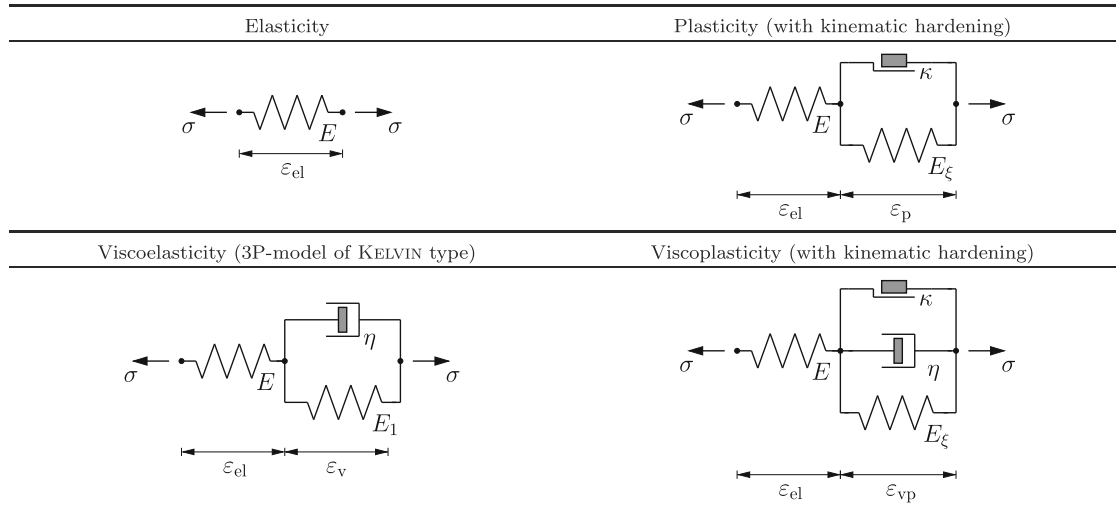 Elasticity
Plasticity (with kinematic hardening)
σ E σ
ε_el
κ
σ E σ
E_ξ
ε_el ε_p
Viscoelasticity (3P-model of KELVIN type)
Viscoplasticity (with kinematic hardening)
η
σ E σ
E_1
ε_el ε_v
κ
σ E η σ
E_ξ
ε_el ε_vp